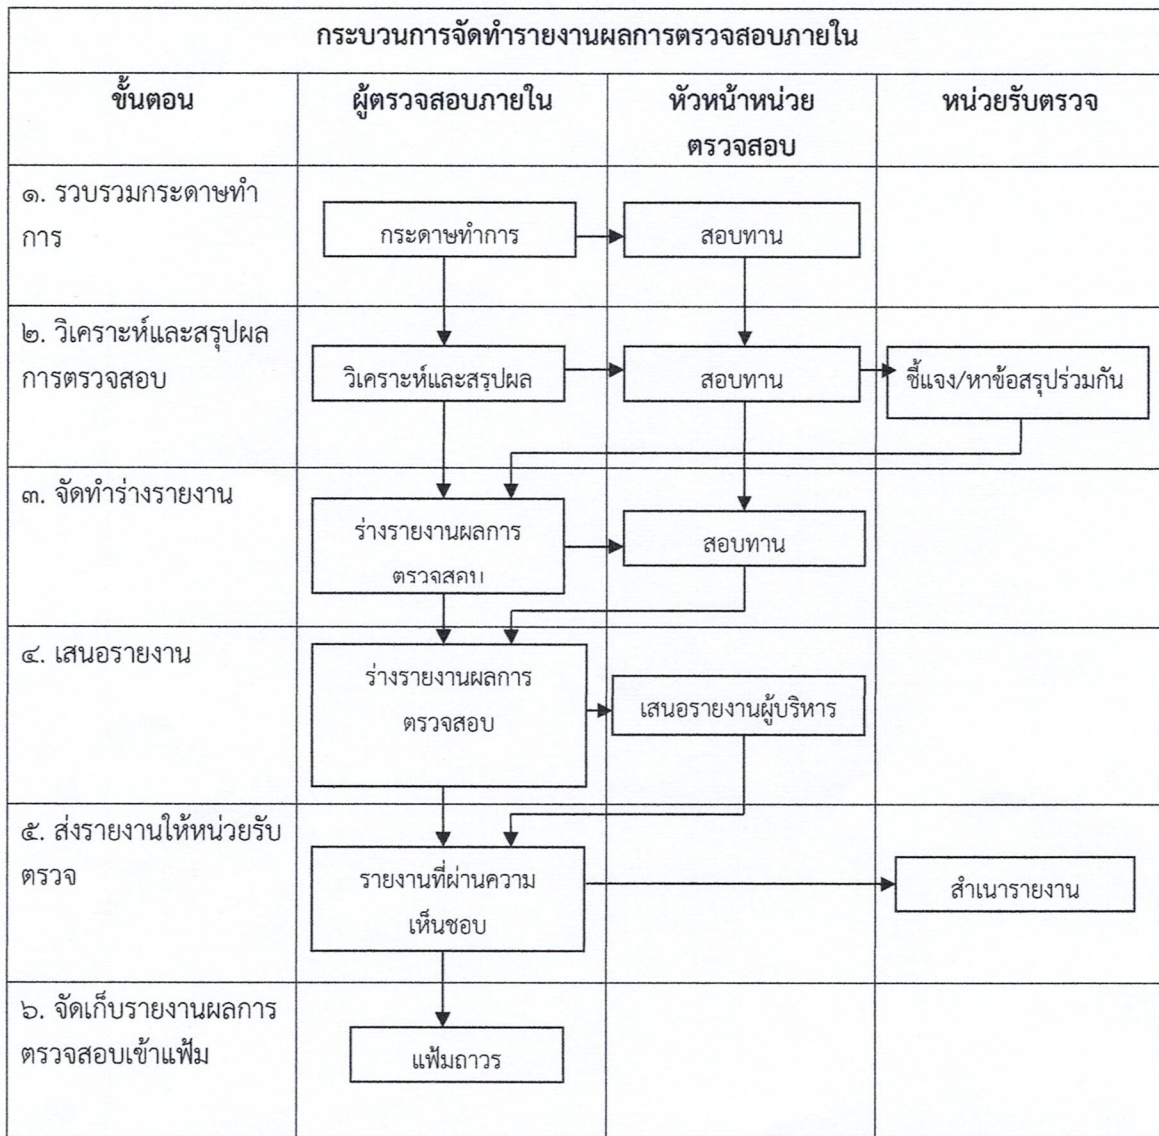 กระบวนการจัดทำรายงานผลการตรวจสอบภายใน
ขั้นตอน
ผู้ตรวจสอบภายใน
หัวหน้าหน่วย
ตรวจสอบ
หน่วยรับตรวจ
๑. รวบรวมกระดาษทำ
การ
กระดาษทำการ
สอบทาน
๒. วิเคราะห์และสรุปผล
การตรวจสอบ
วิเคราะห์และสรุปผล
สอบทาน
ชี้แจง/หาข้อสรุปร่วมกัน
๓. จัดทำร่างรายงาน
ร่างรายงานผลการ
ตรวจสอบ
สอบทาน
๔. เสนอรายงาน
ร่างรายงานผลการ
ตรวจสอบ
เสนอรายงานผู้บริหาร
๕. ส่งรายงานให้หน่วยรับ
ตรวจ
รายงานที่ผ่านความ
เห็นชอบ
สำเนารายงาน
๖. จัดเก็บรายงานผลการ
ตรวจสอบเข้าแฟ้ม
แฟ้มถาวร